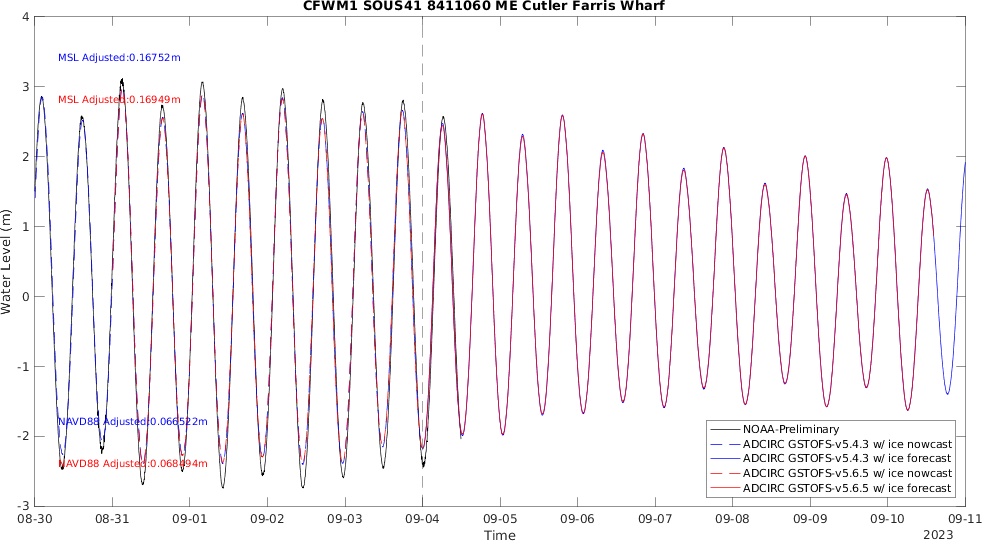 CFWM1 SOUS41 8411060 ME Cutler Farris Wharf
4
3
2
1
0
-1
-2
-3
Water Level (m)
MSL Adjusted:0.16752m
MSL Adjusted:0.16949m
NAVD88 Adjusted:0.066522m
NAVD88 Adjusted:0.068494m
NOAA-Preliminary
ADCIRC GSTOFS-v5.4.3 w/ ice nowcast
ADCIRC GSTOFS-v5.4.3 w/ ice forecast
ADCIRC GSTOFS-v5.6.5 w/ ice nowcast
ADCIRC GSTOFS-v5.6.5 w/ ice forecast
08-30 08-31 09-01 09-02 09-03 09-04 09-05 09-06 09-07 09-08 09-09 09-10 09-11
Time
2023